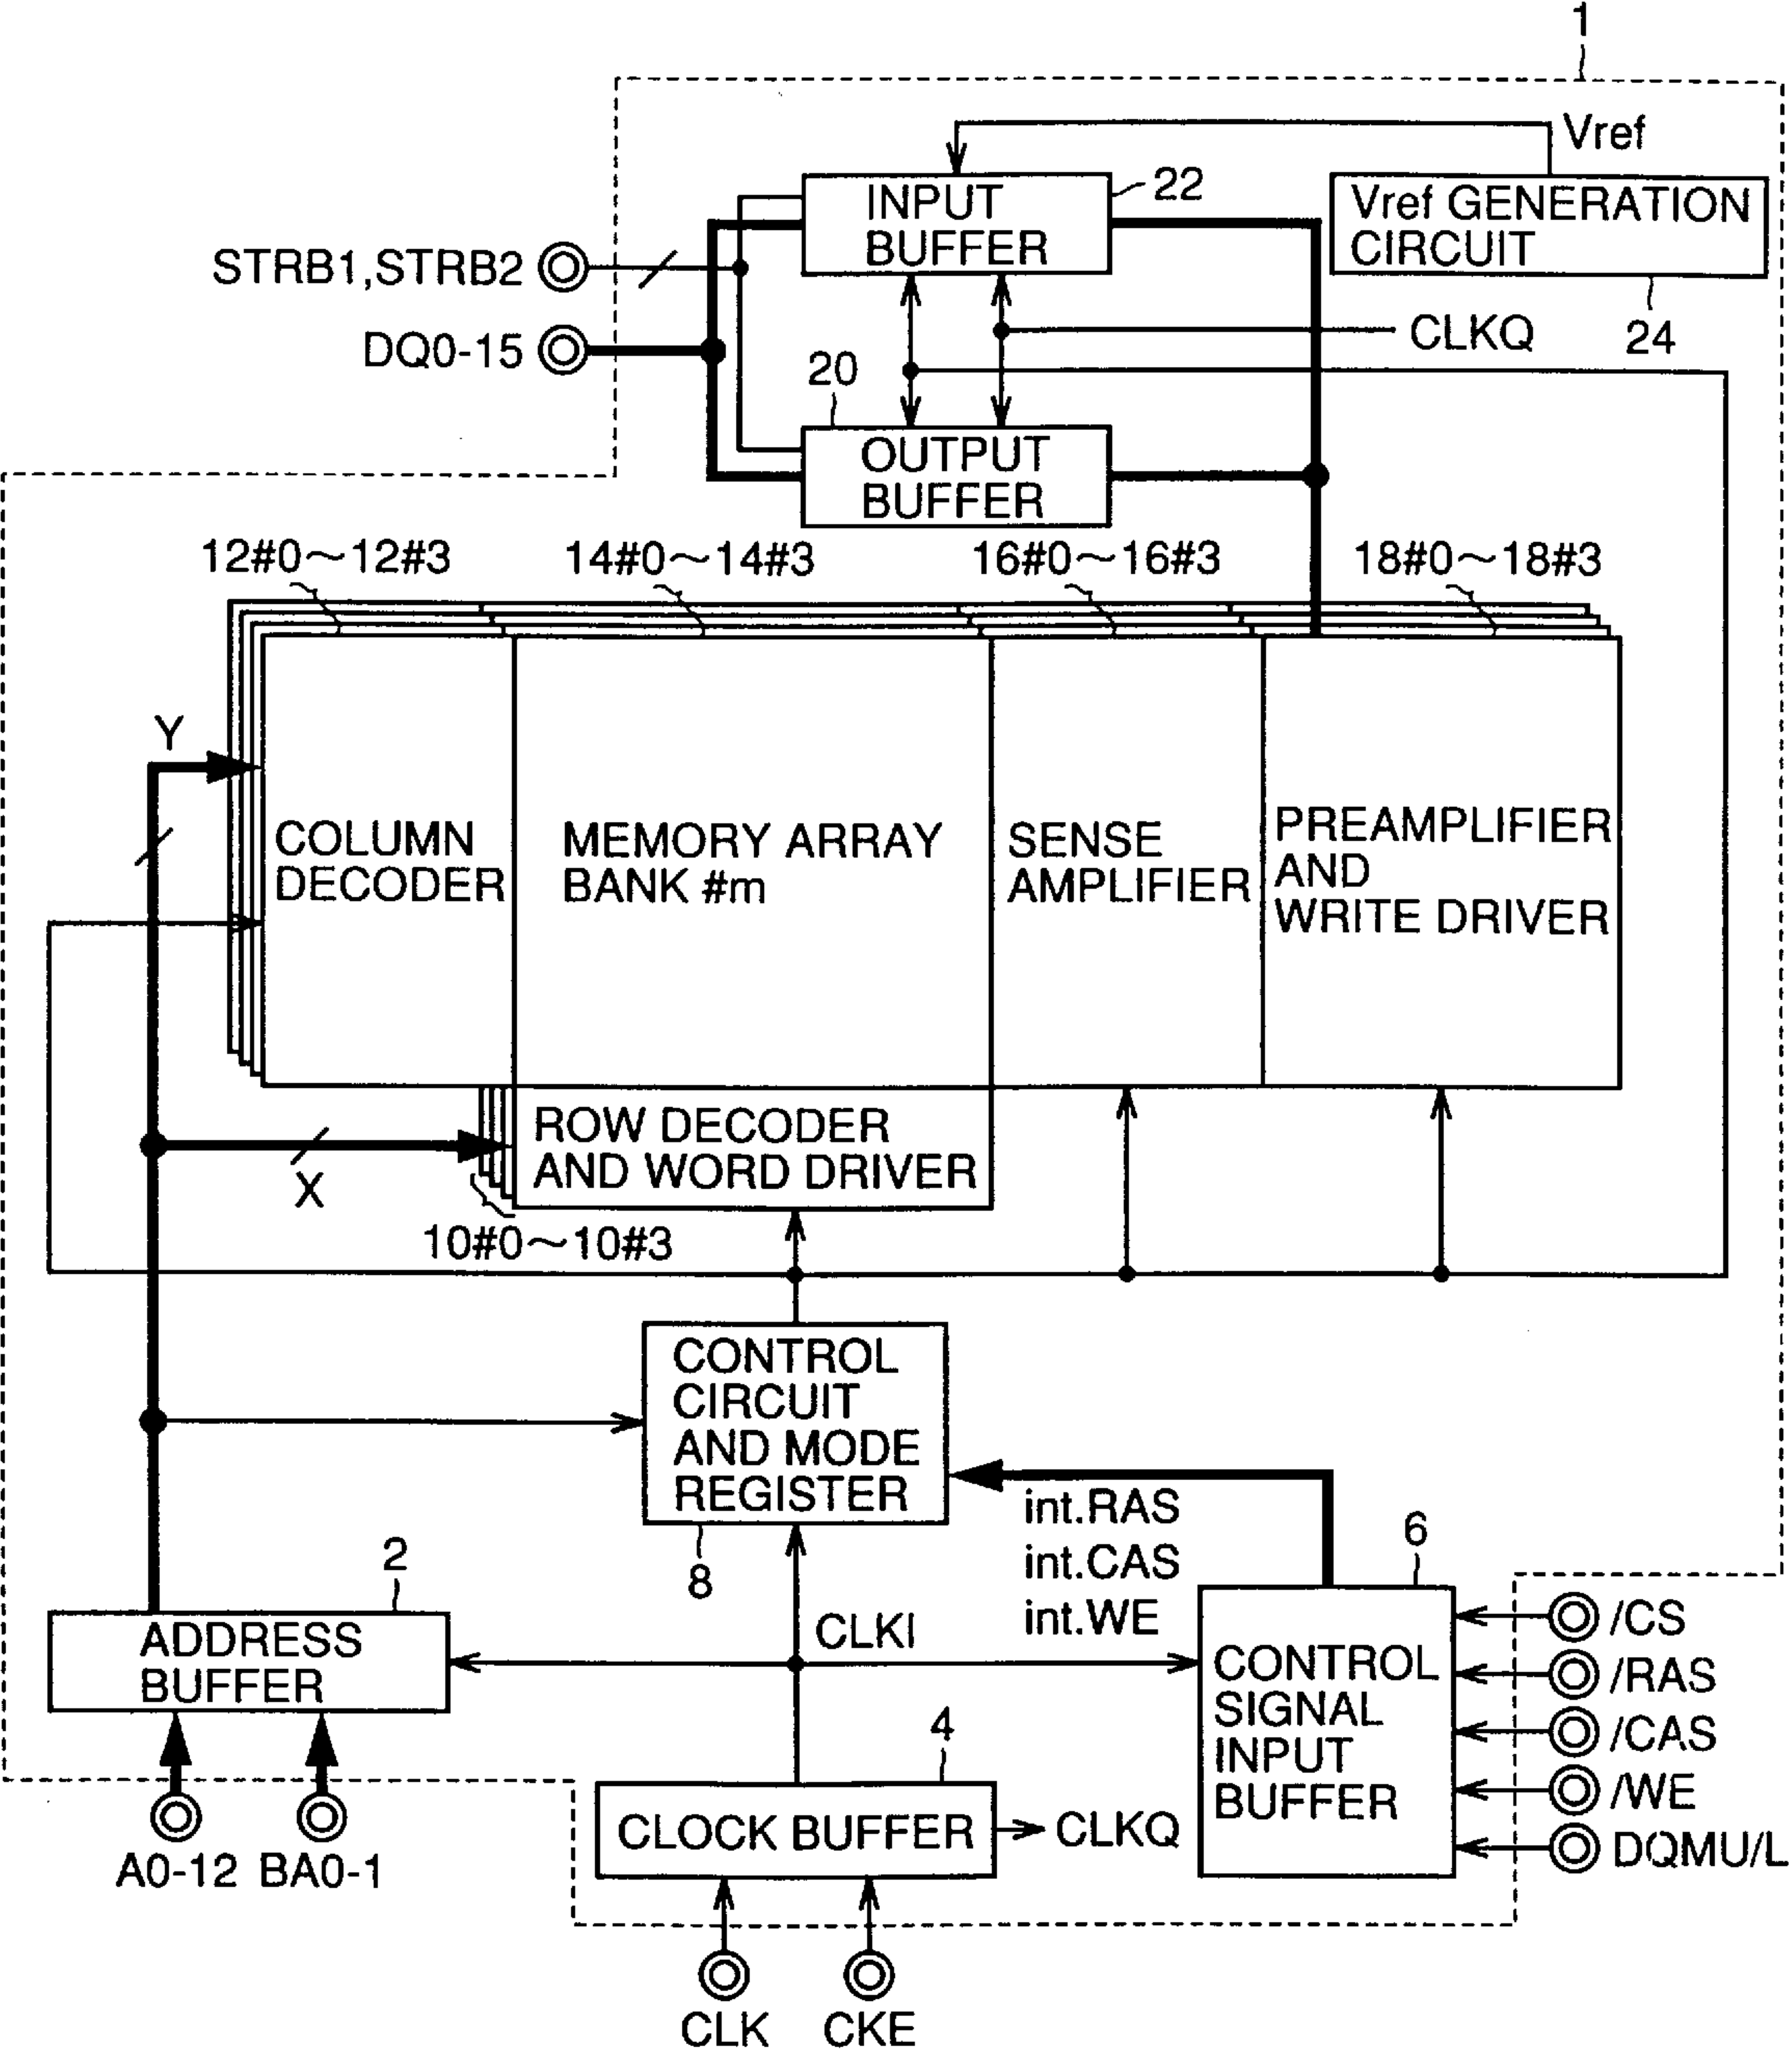 1
Vref
INPUT
BUFFER
22
Vref GENERATION
CIRCUIT
24
STRB1,STRB2
DQ0-15
CLKQ
20
OUTPUT
BUFFER
12#0～12#3
14#0～14#3
16#0～16#3
18#0～18#3
Y
COLUMN
DECODER
MEMORY ARRAY
BANK #m
SENSE
AMPLIFIER
PREAMPLIFIER
AND
WRITE DRIVER
ROW DECODER
AND WORD DRIVER
X
10#0～10#3
CONTROL
CIRCUIT
AND MODE
REGISTER
8
int.RAS
int.CAS
int.WE
6
2
ADDRESS
BUFFER
CLKI
CONTROL
SIGNAL
INPUT
BUFFER
/CS
/RAS
/CAS
/WE
DQMU/L
4
CLOCK BUFFER
CLKQ
A0-12
BA0-1
CLK
CKE